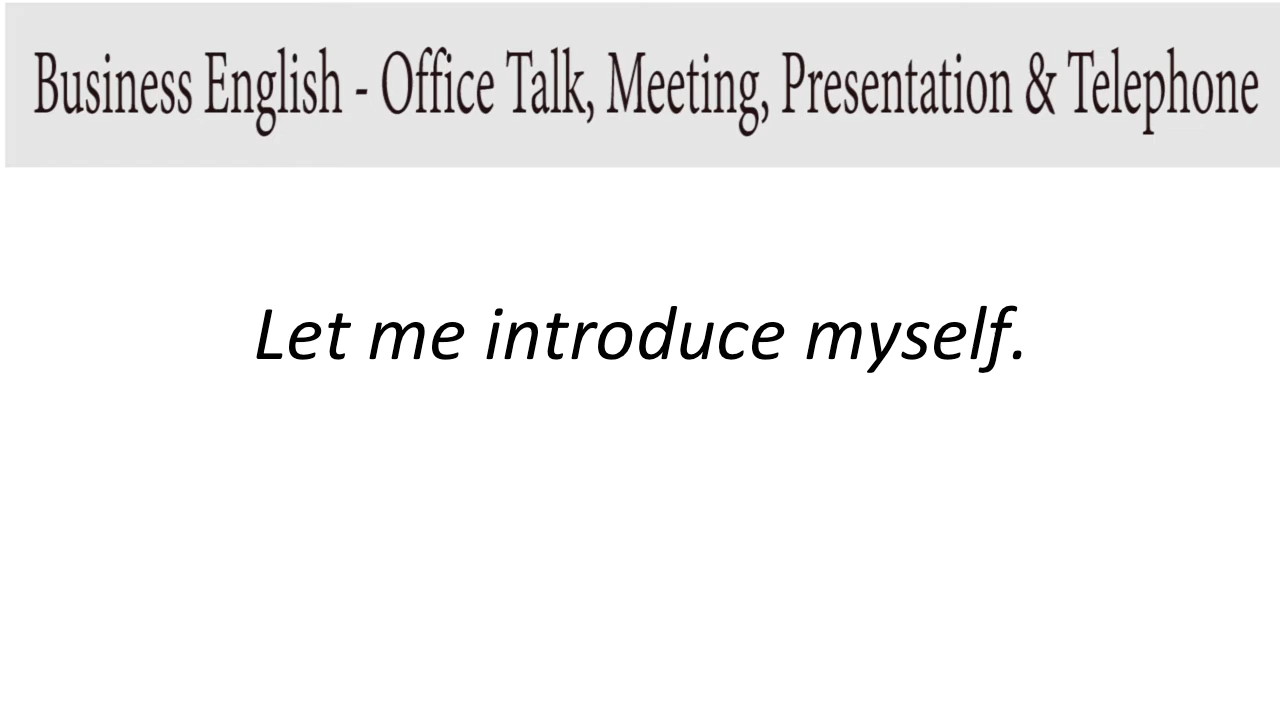 Business English - Office Talk, Meeting, Presentation & Telephone
Let me introduce myself.